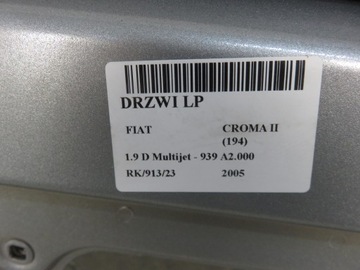 DRZWI LP
FIAT CROMA II
(194)
1.9 D Multijet - 939 A2.000
RK/913/23 2005